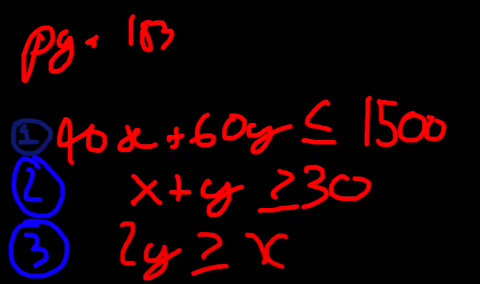 pg. 183
1 40x + 60y ≤ 1500
2 x + y ≥ 30
3 2y ≥ x